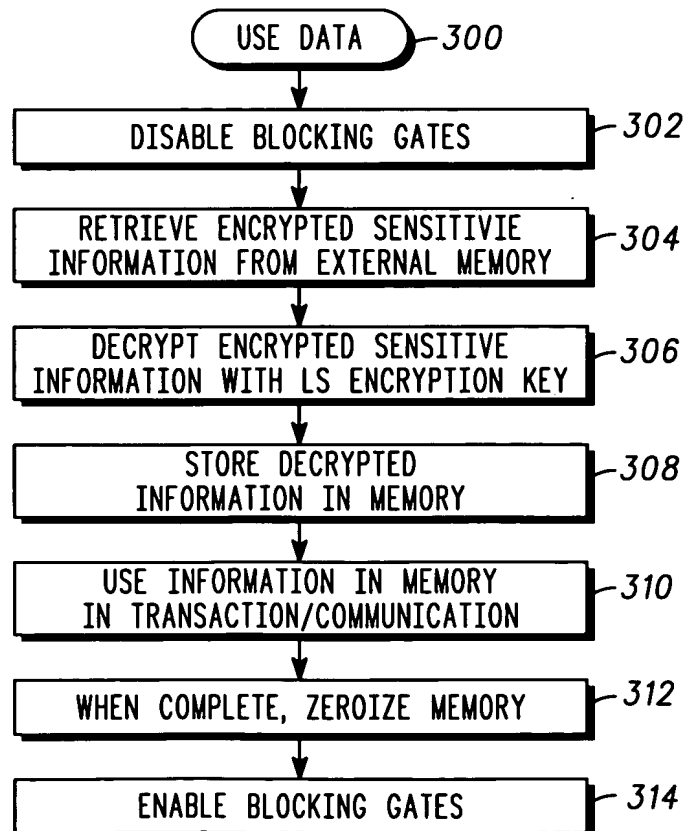 USE DATA
300
DISABLE BLOCKING GATES
302
RETRIEVE ENCRYPTED SENSITIVIE
INFORMATION FROM EXTERNAL MEMORY
304
DECRYPT ENCRYPTED SENSITIVE
INFORMATION WITH LS ENCRYPTION KEY
306
STORE DECRYPTED
INFORMATION IN MEMORY
308
USE INFORMATION IN MEMORY
IN TRANSACTION/COMMUNICATION
310
WHEN COMPLETE, ZEROIZE MEMORY
312
ENABLE BLOCKING GATES
314